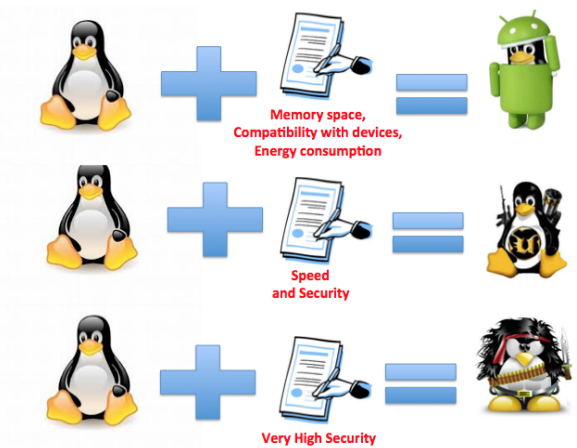 Memory space,
Compatibility with devices,
Energy consumption
Speed
and Security
Very High Security